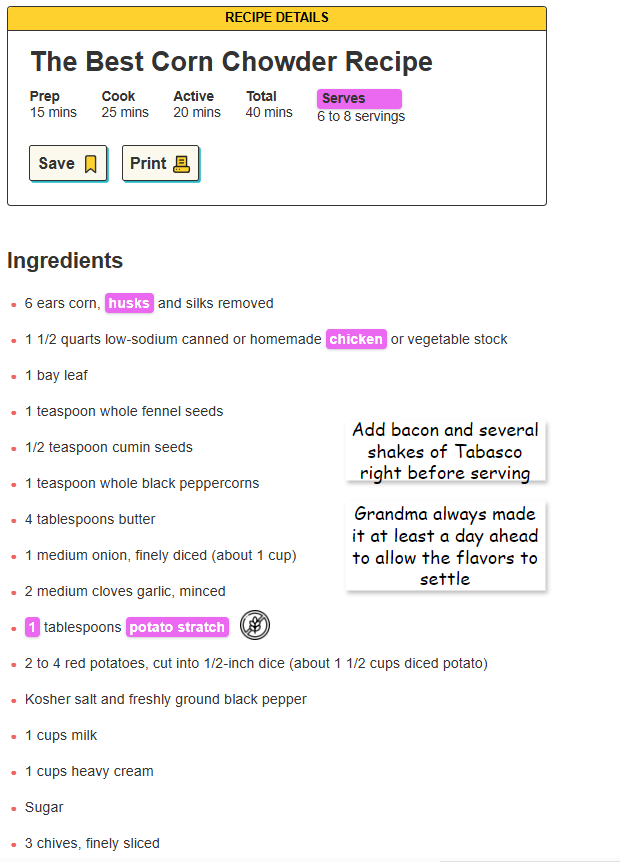 RECIPE DETAILS
The Best Corn Chowder Recipe
Prep Cook Active Total Serves
15 mins 25 mins 20 mins 40 mins 6 to 8 servings
Save Print
Ingredients
6 ears corn, husks and silks removed
1 1/2 quarts low-sodium canned or homemade chicken or vegetable stock
1 bay leaf
1 teaspoon whole fennel seeds
1/2 teaspoon cumin seeds
1 teaspoon whole black peppercorns
4 tablespoons butter
1 medium onion, finely diced (about 1 cup)
2 medium cloves garlic, minced
1 tablespoons potato stratch
2 to 4 red potatoes, cut into 1/2-inch dice (about 1 1/2 cups diced potato)
Kosher salt and freshly ground black pepper
1 cups milk
1 cups heavy cream
Sugar
3 chives, finely sliced
Add bacon and several
shakes of Tabasco
right before serving
Grandma always made
it at least a day ahead
to allow the flavors to
settle